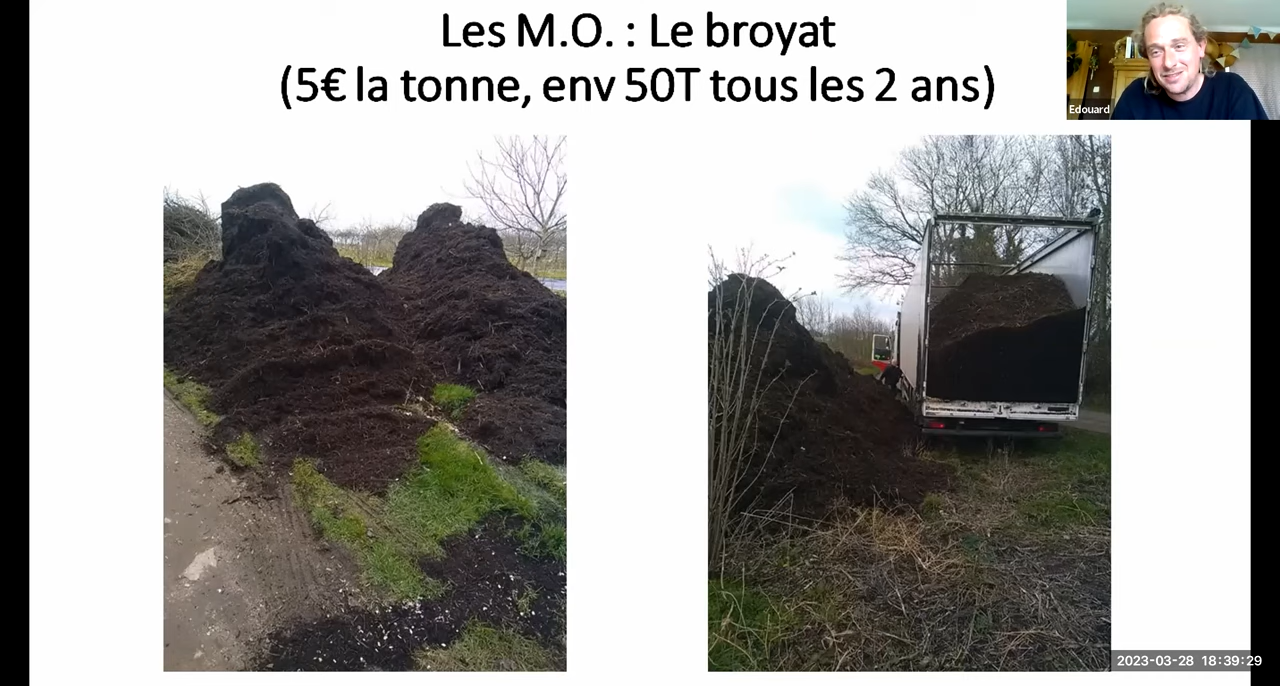 Les M.O. : Le broyat
(5€ la tonne, env 50T tous les 2 ans)
Edouard
2023-03-28 18:39:29